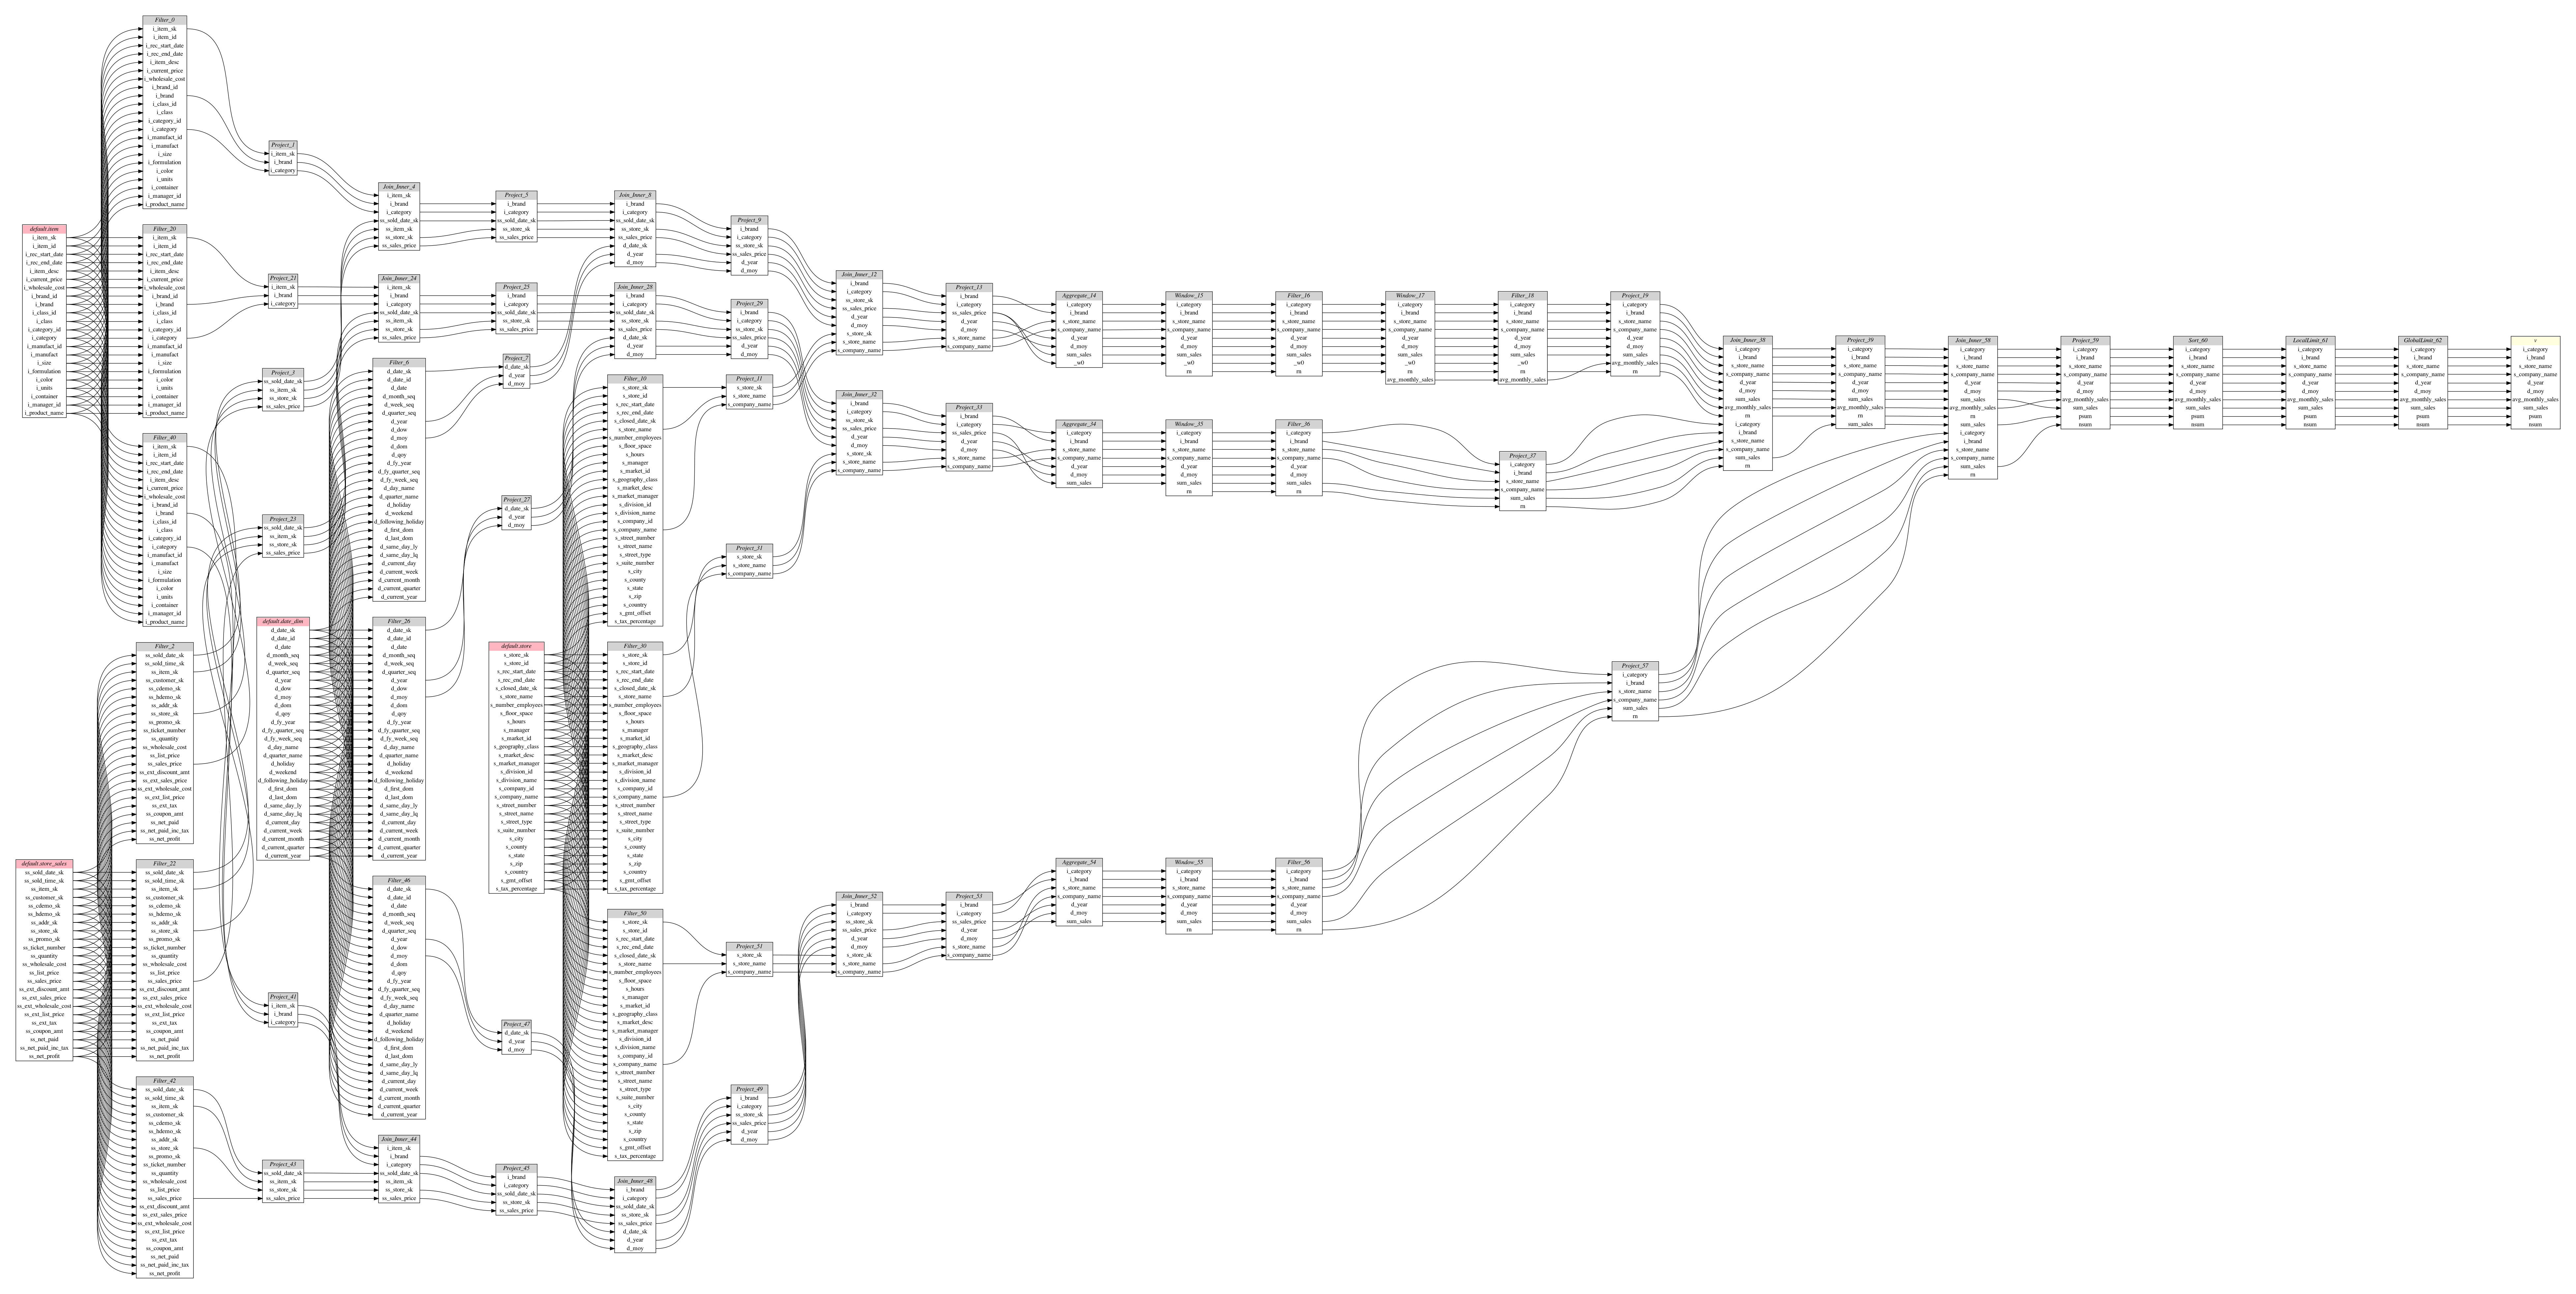 Filter_0
i_item_sk
i_item_id
i_rec_start_date
i_rec_end_date
i_item_desc
i_current_price
i_wholesale_cost
i_brand_id
i_brand
i_class_id
i_class
i_category_id
i_category
i_manufact_id
i_manufact
i_size
i_formulation
i_color
i_units
i_container
i_manager_id
i_product_name
default.item
i_item_sk
i_item_id
i_rec_start_date
i_rec_end_date
i_item_desc
i_current_price
i_wholesale_cost
i_brand_id
i_brand
i_class_id
i_class
i_category_id
i_category
i_manufact_id
i_manufact
i_size
i_formulation
i_color
i_units
i_container
i_manager_id
i_product_name
Filter_20
i_item_sk
i_item_id
i_rec_start_date
i_rec_end_date
i_item_desc
i_current_price
i_wholesale_cost
i_brand_id
i_brand
i_class_id
i_class
i_category_id
i_category
i_manufact_id
i_manufact
i_size
i_formulation
i_color
i_units
i_container
i_manager_id
i_product_name
Filter_40
i_item_sk
i_item_id
i_rec_start_date
i_rec_end_date
i_item_desc
i_current_price
i_wholesale_cost
i_brand_id
i_brand
i_class_id
i_class
i_category_id
i_category
i_manufact_id
i_manufact
i_size
i_formulation
i_color
i_units
i_container
i_manager_id
i_product_name
Filter_2
ss_sold_date_sk
ss_sold_time_sk
ss_item_sk
ss_customer_sk
ss_cdemo_sk
ss_hdemo_sk
ss_addr_sk
ss_store_sk
ss_promo_sk
ss_ticket_number
ss_quantity
ss_wholesale_cost
ss_list_price
ss_sales_price
ss_ext_discount_amt
ss_ext_sales_price
ss_ext_wholesale_cost
ss_ext_list_price
ss_ext_tax
ss_coupon_amt
ss_net_paid
ss_net_paid_inc_tax
ss_net_profit
default.store_sales
ss_sold_date_sk
ss_sold_time_sk
ss_item_sk
ss_customer_sk
ss_cdemo_sk
ss_hdemo_sk
ss_addr_sk
ss_store_sk
ss_promo_sk
ss_ticket_number
ss_quantity
ss_wholesale_cost
ss_list_price
ss_sales_price
ss_ext_discount_amt
ss_ext_sales_price
ss_ext_wholesale_cost
ss_ext_list_price
ss_ext_tax
ss_coupon_amt
ss_net_paid
ss_net_paid_inc_tax
ss_net_profit
Filter_22
ss_sold_date_sk
ss_sold_time_sk
ss_item_sk
ss_customer_sk
ss_cdemo_sk
ss_hdemo_sk
ss_addr_sk
ss_store_sk
ss_promo_sk
ss_ticket_number
ss_quantity
ss_wholesale_cost
ss_list_price
ss_sales_price
ss_ext_discount_amt
ss_ext_sales_price
ss_ext_wholesale_cost
ss_ext_list_price
ss_ext_tax
ss_coupon_amt
ss_net_paid
ss_net_paid_inc_tax
ss_net_profit
Filter_42
ss_sold_date_sk
ss_sold_time_sk
ss_item_sk
ss_customer_sk
ss_cdemo_sk
ss_hdemo_sk
ss_addr_sk
ss_store_sk
ss_promo_sk
ss_ticket_number
ss_quantity
ss_wholesale_cost
ss_list_price
ss_sales_price
ss_ext_discount_amt
ss_ext_sales_price
ss_ext_wholesale_cost
ss_ext_list_price
ss_ext_tax
ss_coupon_amt
ss_net_paid
ss_net_paid_inc_tax
ss_net_profit
Project_1
i_item_sk
i_brand
i_category
Project_21
i_item_sk
i_brand
i_category
Project_3
ss_sold_date_sk
ss_item_sk
ss_store_sk
ss_sales_price
Project_23
ss_sold_date_sk
ss_item_sk
ss_store_sk
ss_sales_price
default.date_dim
d_date_sk
d_date_id
d_date
d_month_seq
d_week_seq
d_quarter_seq
d_year
d_dow
d_moy
d_dom
d_qoy
d_fy_year
d_fy_quarter_seq
d_fy_week_seq
d_day_name
d_quarter_name
d_holiday
d_weekend
d_following_holiday
d_first_dom
d_last_dom
d_same_day_ly
d_same_day_lq
d_current_day
d_current_week
d_current_month
d_current_quarter
d_current_year
Project_41
i_item_sk
i_brand
i_category
Project_43
ss_sold_date_sk
ss_item_sk
ss_store_sk
ss_sales_price
Join_Inner_4
i_item_sk
i_brand
i_category
ss_sold_date_sk
ss_item_sk
ss_store_sk
ss_sales_price
Join_Inner_24
i_item_sk
i_brand
i_category
ss_sold_date_sk
ss_item_sk
ss_store_sk
ss_sales_price
Filter_6
d_date_sk
d_date_id
d_date
d_month_seq
d_week_seq
d_quarter_seq
d_year
d_dow
d_moy
d_dom
d_qoy
d_fy_year
d_fy_quarter_seq
d_fy_week_seq
d_day_name
d_quarter_name
d_holiday
d_weekend
d_following_holiday
d_first_dom
d_last_dom
d_same_day_ly
d_same_day_lq
d_current_day
d_current_week
d_current_month
d_current_quarter
d_current_year
Filter_26
d_date_sk
d_date_id
d_date
d_month_seq
d_week_seq
d_quarter_seq
d_year
d_dow
d_moy
d_dom
d_qoy
d_fy_year
d_fy_quarter_seq
d_fy_week_seq
d_day_name
d_quarter_name
d_holiday
d_weekend
d_following_holiday
d_first_dom
d_last_dom
d_same_day_ly
d_same_day_lq
d_current_day
d_current_week
d_current_month
d_current_quarter
d_current_year
Filter_46
d_date_sk
d_date_id
d_date
d_month_seq
d_week_seq
d_quarter_seq
d_year
d_dow
d_moy
d_dom
d_qoy
d_fy_year
d_fy_quarter_seq
d_fy_week_seq
d_day_name
d_quarter_name
d_holiday
d_weekend
d_following_holiday
d_first_dom
d_last_dom
d_same_day_ly
d_same_day_lq
d_current_day
d_current_week
d_current_month
d_current_quarter
d_current_year
Join_Inner_44
i_item_sk
i_brand
i_category
ss_sold_date_sk
ss_item_sk
ss_store_sk
ss_sales_price
Project_5
i_brand
i_category
ss_sold_date_sk
ss_store_sk
ss_sales_price
Project_25
i_brand
i_category
ss_sold_date_sk
ss_store_sk
ss_sales_price
Project_7
d_date_sk
d_year
d_moy
Project_27
d_date_sk
d_year
d_moy
default.store
s_store_sk
s_store_id
s_rec_start_date
s_rec_end_date
s_closed_date_sk
s_store_name
s_number_employees
s_floor_space
s_hours
s_manager
s_market_id
s_geography_class
s_market_desc
s_market_manager
s_division_id
s_division_name
s_company_id
s_company_name
s_street_number
s_street_name
s_street_type
s_suite_number
s_city
s_county
s_state
s_zip
s_country
s_gmt_offset
s_tax_percentage
Project_47
d_date_sk
d_year
d_moy
Project_45
i_brand
i_category
ss_sold_date_sk
ss_store_sk
ss_sales_price
Join_Inner_8
i_brand
i_category
ss_sold_date_sk
ss_store_sk
ss_sales_price
d_date_sk
d_year
d_moy
Join_Inner_28
i_brand
i_category
ss_sold_date_sk
ss_store_sk
ss_sales_price
d_date_sk
d_year
d_moy
Filter_10
s_store_sk
s_store_id
s_rec_start_date
s_rec_end_date
s_closed_date_sk
s_store_name
s_number_employees
s_floor_space
s_hours
s_manager
s_market_id
s_geography_class
s_market_desc
s_market_manager
s_division_id
s_division_name
s_company_id
s_company_name
s_street_number
s_street_name
s_street_type
s_suite_number
s_city
s_county
s_state
s_zip
s_country
s_gmt_offset
s_tax_percentage
Filter_30
s_store_sk
s_store_id
s_rec_start_date
s_rec_end_date
s_closed_date_sk
s_store_name
s_number_employees
s_floor_space
s_hours
s_manager
s_market_id
s_geography_class
s_market_desc
s_market_manager
s_division_id
s_division_name
s_company_id
s_company_name
s_street_number
s_street_name
s_street_type
s_suite_number
s_city
s_county
s_state
s_zip
s_country
s_gmt_offset
s_tax_percentage
Filter_50
s_store_sk
s_store_id
s_rec_start_date
s_rec_end_date
s_closed_date_sk
s_store_name
s_number_employees
s_floor_space
s_hours
s_manager
s_market_id
s_geography_class
s_market_desc
s_market_manager
s_division_id
s_division_name
s_company_id
s_company_name
s_street_number
s_street_name
s_street_type
s_suite_number
s_city
s_county
s_state
s_zip
s_country
s_gmt_offset
s_tax_percentage
Join_Inner_48
i_brand
i_category
ss_sold_date_sk
ss_store_sk
ss_sales_price
d_date_sk
d_year
d_moy
Project_9
i_brand
i_category
ss_store_sk
ss_sales_price
d_year
d_moy
Project_29
i_brand
i_category
ss_store_sk
ss_sales_price
d_year
d_moy
Project_11
s_store_sk
s_store_name
s_company_name
Project_31
s_store_sk
s_store_name
s_company_name
Project_51
s_store_sk
s_store_name
s_company_name
Project_49
i_brand
i_category
ss_store_sk
ss_sales_price
d_year
d_moy
Join_Inner_12
i_brand
i_category
ss_store_sk
ss_sales_price
d_year
d_moy
s_store_sk
s_store_name
s_company_name
Join_Inner_32
i_brand
i_category
ss_store_sk
ss_sales_price
d_year
d_moy
s_store_sk
s_store_name
s_company_name
Join_Inner_52
i_brand
i_category
ss_store_sk
ss_sales_price
d_year
d_moy
s_store_sk
s_store_name
s_company_name
Project_13
i_brand
i_category
ss_sales_price
d_year
d_moy
s_store_name
s_company_name
Project_33
i_brand
i_category
ss_sales_price
d_year
d_moy
s_store_name
s_company_name
Project_53
i_brand
i_category
ss_sales_price
d_year
d_moy
s_store_name
s_company_name
Aggregate_14
i_category
i_brand
s_store_name
s_company_name
d_year
d_moy
sum_sales
_w0
Aggregate_34
i_category
i_brand
s_store_name
s_company_name
d_year
d_moy
sum_sales
Aggregate_54
i_category
i_brand
s_store_name
s_company_name
d_year
d_moy
sum_sales
Window_15
i_category
i_brand
s_store_name
s_company_name
d_year
d_moy
sum_sales
_w0
rn
Window_35
i_category
i_brand
s_store_name
s_company_name
d_year
d_moy
sum_sales
rn
Window_55
i_category
i_brand
s_store_name
s_company_name
d_year
d_moy
sum_sales
rn
Filter_16
i_category
i_brand
s_store_name
s_company_name
d_year
d_moy
sum_sales
_w0
rn
Filter_36
i_category
i_brand
s_store_name
s_company_name
d_year
d_moy
sum_sales
rn
Filter_56
i_category
i_brand
s_store_name
s_company_name
d_year
d_moy
sum_sales
rn
Window_17
i_category
i_brand
s_store_name
s_company_name
d_year
d_moy
sum_sales
_w0
rn
avg_monthly_sales
Filter_18
i_category
i_brand
s_store_name
s_company_name
d_year
d_moy
sum_sales
_w0
rn
avg_monthly_sales
Project_37
i_category
i_brand
s_store_name
s_company_name
sum_sales
rn
Project_19
i_category
i_brand
s_store_name
s_company_name
d_year
d_moy
sum_sales
avg_monthly_sales
rn
Project_57
i_category
i_brand
s_store_name
s_company_name
sum_sales
rn
Join_Inner_38
i_category
i_brand
s_store_name
s_company_name
d_year
d_moy
sum_sales
avg_monthly_sales
rn
i_category
i_brand
s_store_name
s_company_name
sum_sales
rn
Project_39
i_category
i_brand
s_store_name
s_company_name
d_year
d_moy
sum_sales
avg_monthly_sales
rn
sum_sales
Join_Inner_58
i_category
i_brand
s_store_name
s_company_name
d_year
d_moy
sum_sales
avg_monthly_sales
rn
sum_sales
i_category
i_brand
s_store_name
s_company_name
sum_sales
rn
Project_59
i_category
i_brand
s_store_name
s_company_name
d_year
d_moy
avg_monthly_sales
sum_sales
psum
nsum
Sort_60
i_category
i_brand
s_store_name
s_company_name
d_year
d_moy
avg_monthly_sales
sum_sales
psum
nsum
LocalLimit_61
i_category
i_brand
s_store_name
s_company_name
d_year
d_moy
avg_monthly_sales
sum_sales
psum
nsum
GlobalLimit_62
i_category
i_brand
s_store_name
s_company_name
d_year
d_moy
avg_monthly_sales
sum_sales
psum
nsum
v
i_category
i_brand
s_store_name
s_company_name
d_year
d_moy
avg_monthly_sales
sum_sales
psum
nsum